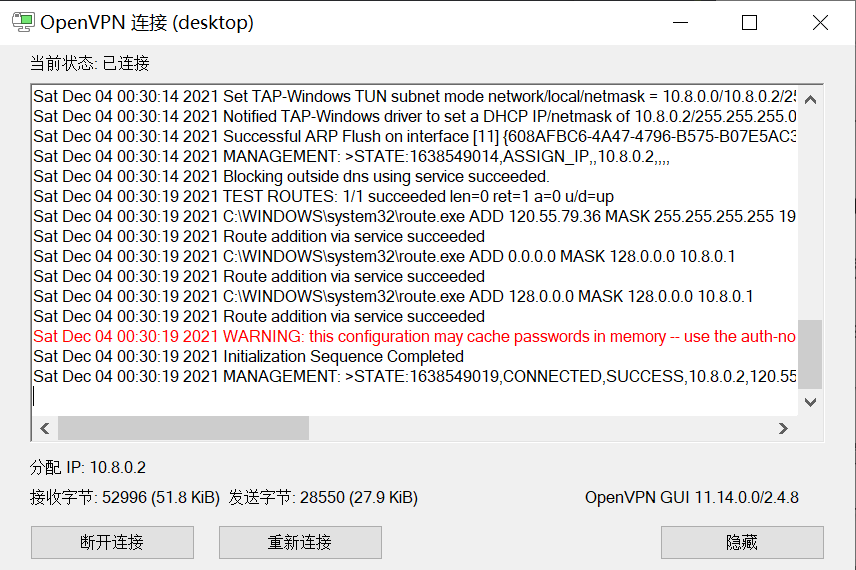 OpenVPN 连接 (desktop)
当前状态: 已连接
Sat Dec 04 00:30:14 2021 Set TAP-Windows TUN subnet mode network/local/netmask = 10.8.0.0/10.8.0.2/25
Sat Dec 04 00:30:14 2021 Notified TAP-Windows driver to set a DHCP IP/netmask of 10.8.0.2/255.255.255.0
Sat Dec 04 00:30:14 2021 Successful ARP Flush on interface [11] {608AFBC6-4A47-4796-B575-B07E5AC3
Sat Dec 04 00:30:14 2021 MANAGEMENT: >STATE:1638549014,ASSIGN_IP,,10.8.0.2,,,,
Sat Dec 04 00:30:14 2021 Blocking outside dns using service succeeded.
Sat Dec 04 00:30:19 2021 TEST ROUTES: 1/1 succeeded len=0 ret=1 a=0 u/d=up
Sat Dec 04 00:30:19 2021 C:\WINDOWS\system32\route.exe ADD 120.55.79.36 MASK 255.255.255.255 19
Sat Dec 04 00:30:19 2021 Route addition via service succeeded
Sat Dec 04 00:30:19 2021 C:\WINDOWS\system32\route.exe ADD 0.0.0.0 MASK 128.0.0.0 10.8.0.1
Sat Dec 04 00:30:19 2021 Route addition via service succeeded
Sat Dec 04 00:30:19 2021 C:\WINDOWS\system32\route.exe ADD 128.0.0.0 MASK 128.0.0.0 10.8.0.1
Sat Dec 04 00:30:19 2021 Route addition via service succeeded
Sat Dec 04 00:30:19 2021 WARNING: this configuration may cache passwords in memory -- use the auth-no
Sat Dec 04 00:30:19 2021 Initialization Sequence Completed
Sat Dec 04 00:30:19 2021 MANAGEMENT: >STATE:1638549019,CONNECTED,SUCCESS,10.8.0.2,120.55
分配 IP: 10.8.0.2
接收字节: 52996 (51.8 KiB) 发送字节: 28550 (27.9 KiB) OpenVPN GUI 11.14.0.0/2.4.8
断开连接 重新连接 隐藏